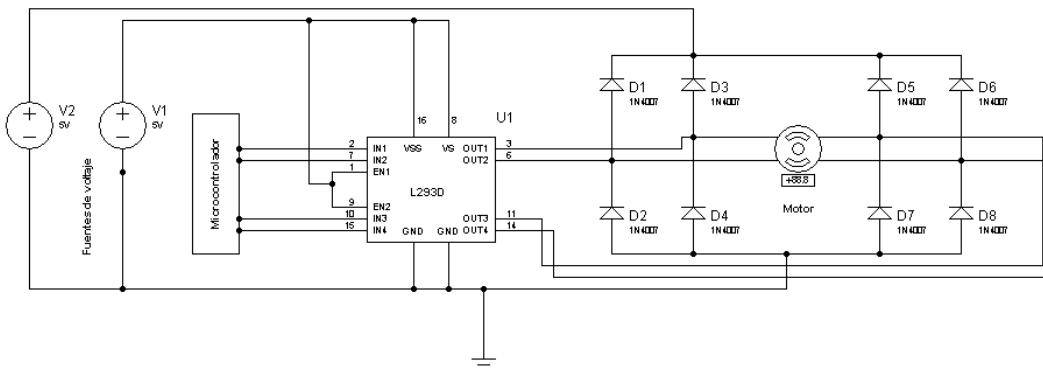 V2
5V
V1
5V
Fuentes de voltaje
Microcontrolador
U1
L293D
2
7
1
9
10
15
IN1
IN2
EN1
EN2
IN3
IN4
16
8
VSS
VS
OUT1
OUT2
OUT3
OUT4
GND
GND
3
6
11
14
D1
1N4007
D3
1N4007
D5
1N4007
D6
1N4007
D2
1N4007
D4
1N4007
D7
1N4007
D8
1N4007
+88.8
Motor